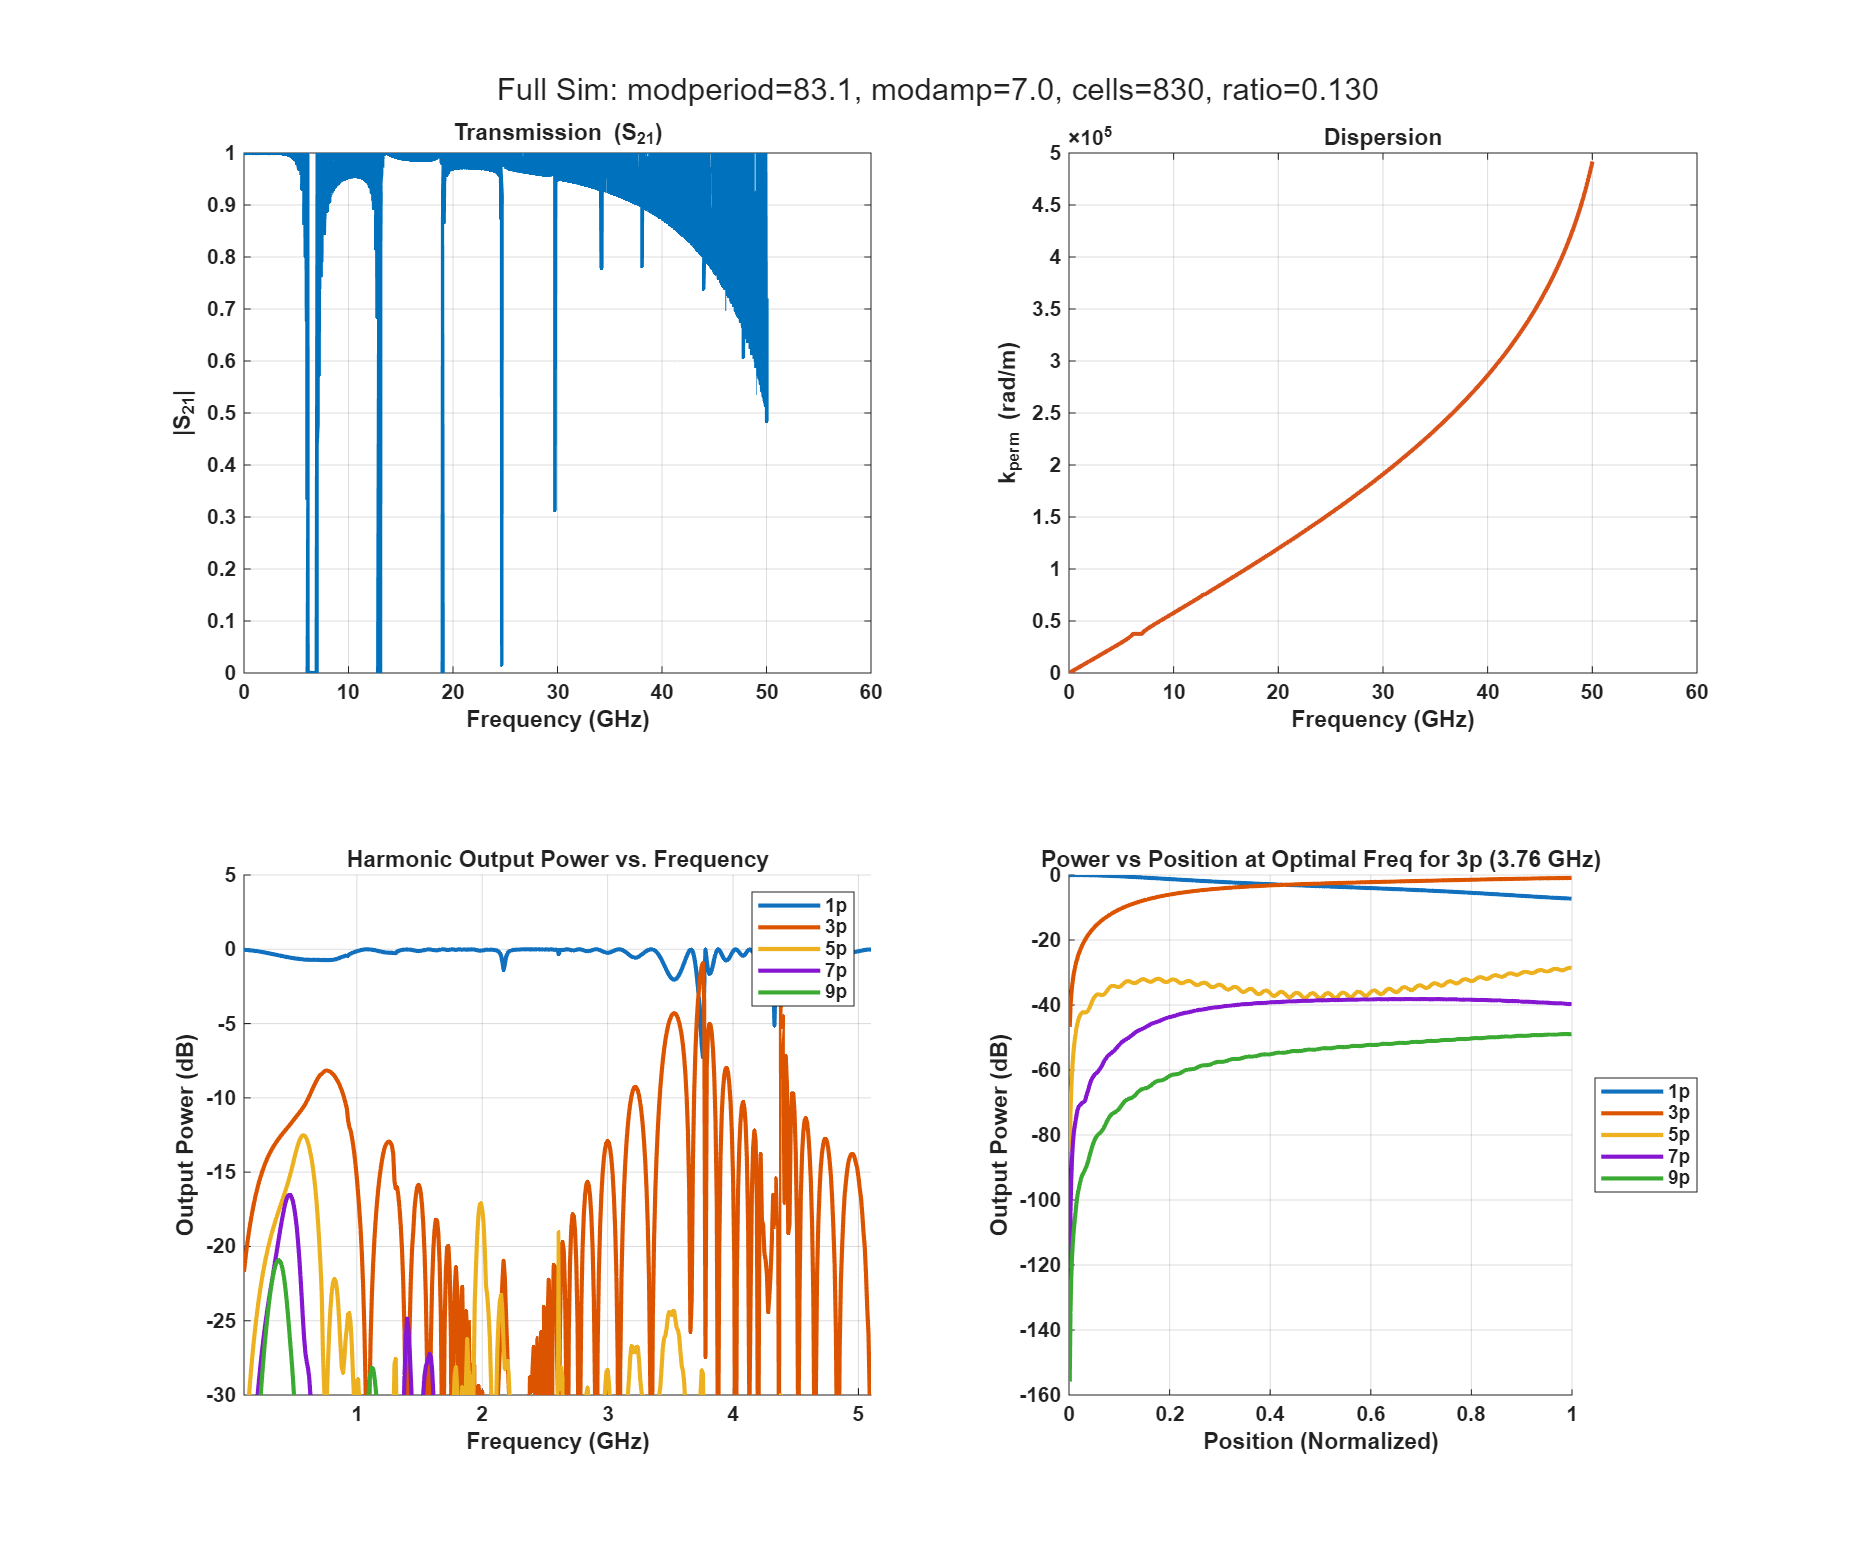 Full Sim: modperiod=83.1, modamp=7.0, cells=830, ratio=0.130
Transmission (S21)
1
0.9
0.8
0.7
0.6
0.5
0.4
0.3
0.2
0.1
0
|S21|
0 10 20 30 40 50 60
Frequency (GHz)
×10^5
Dispersion
5
4.5
4
3.5
3
2.5
2
1.5
1
0.5
0
kperm (rad/m)
0 10 20 30 40 50 60
Frequency (GHz)
Harmonic Output Power vs. Frequency
5
0
-5
-10
-15
-20
-25
-30
Output Power (dB)
1p
3p
5p
7p
9p
1 2 3 4 5
Frequency (GHz)
Power vs Position at Optimal Freq for 3p (3.76 GHz)
0
-20
-40
-60
-80
-100
-120
-140
-160
Output Power (dB)
0 0.2 0.4 0.6 0.8 1
Position (Normalized)
1p
3p
5p
7p
9p